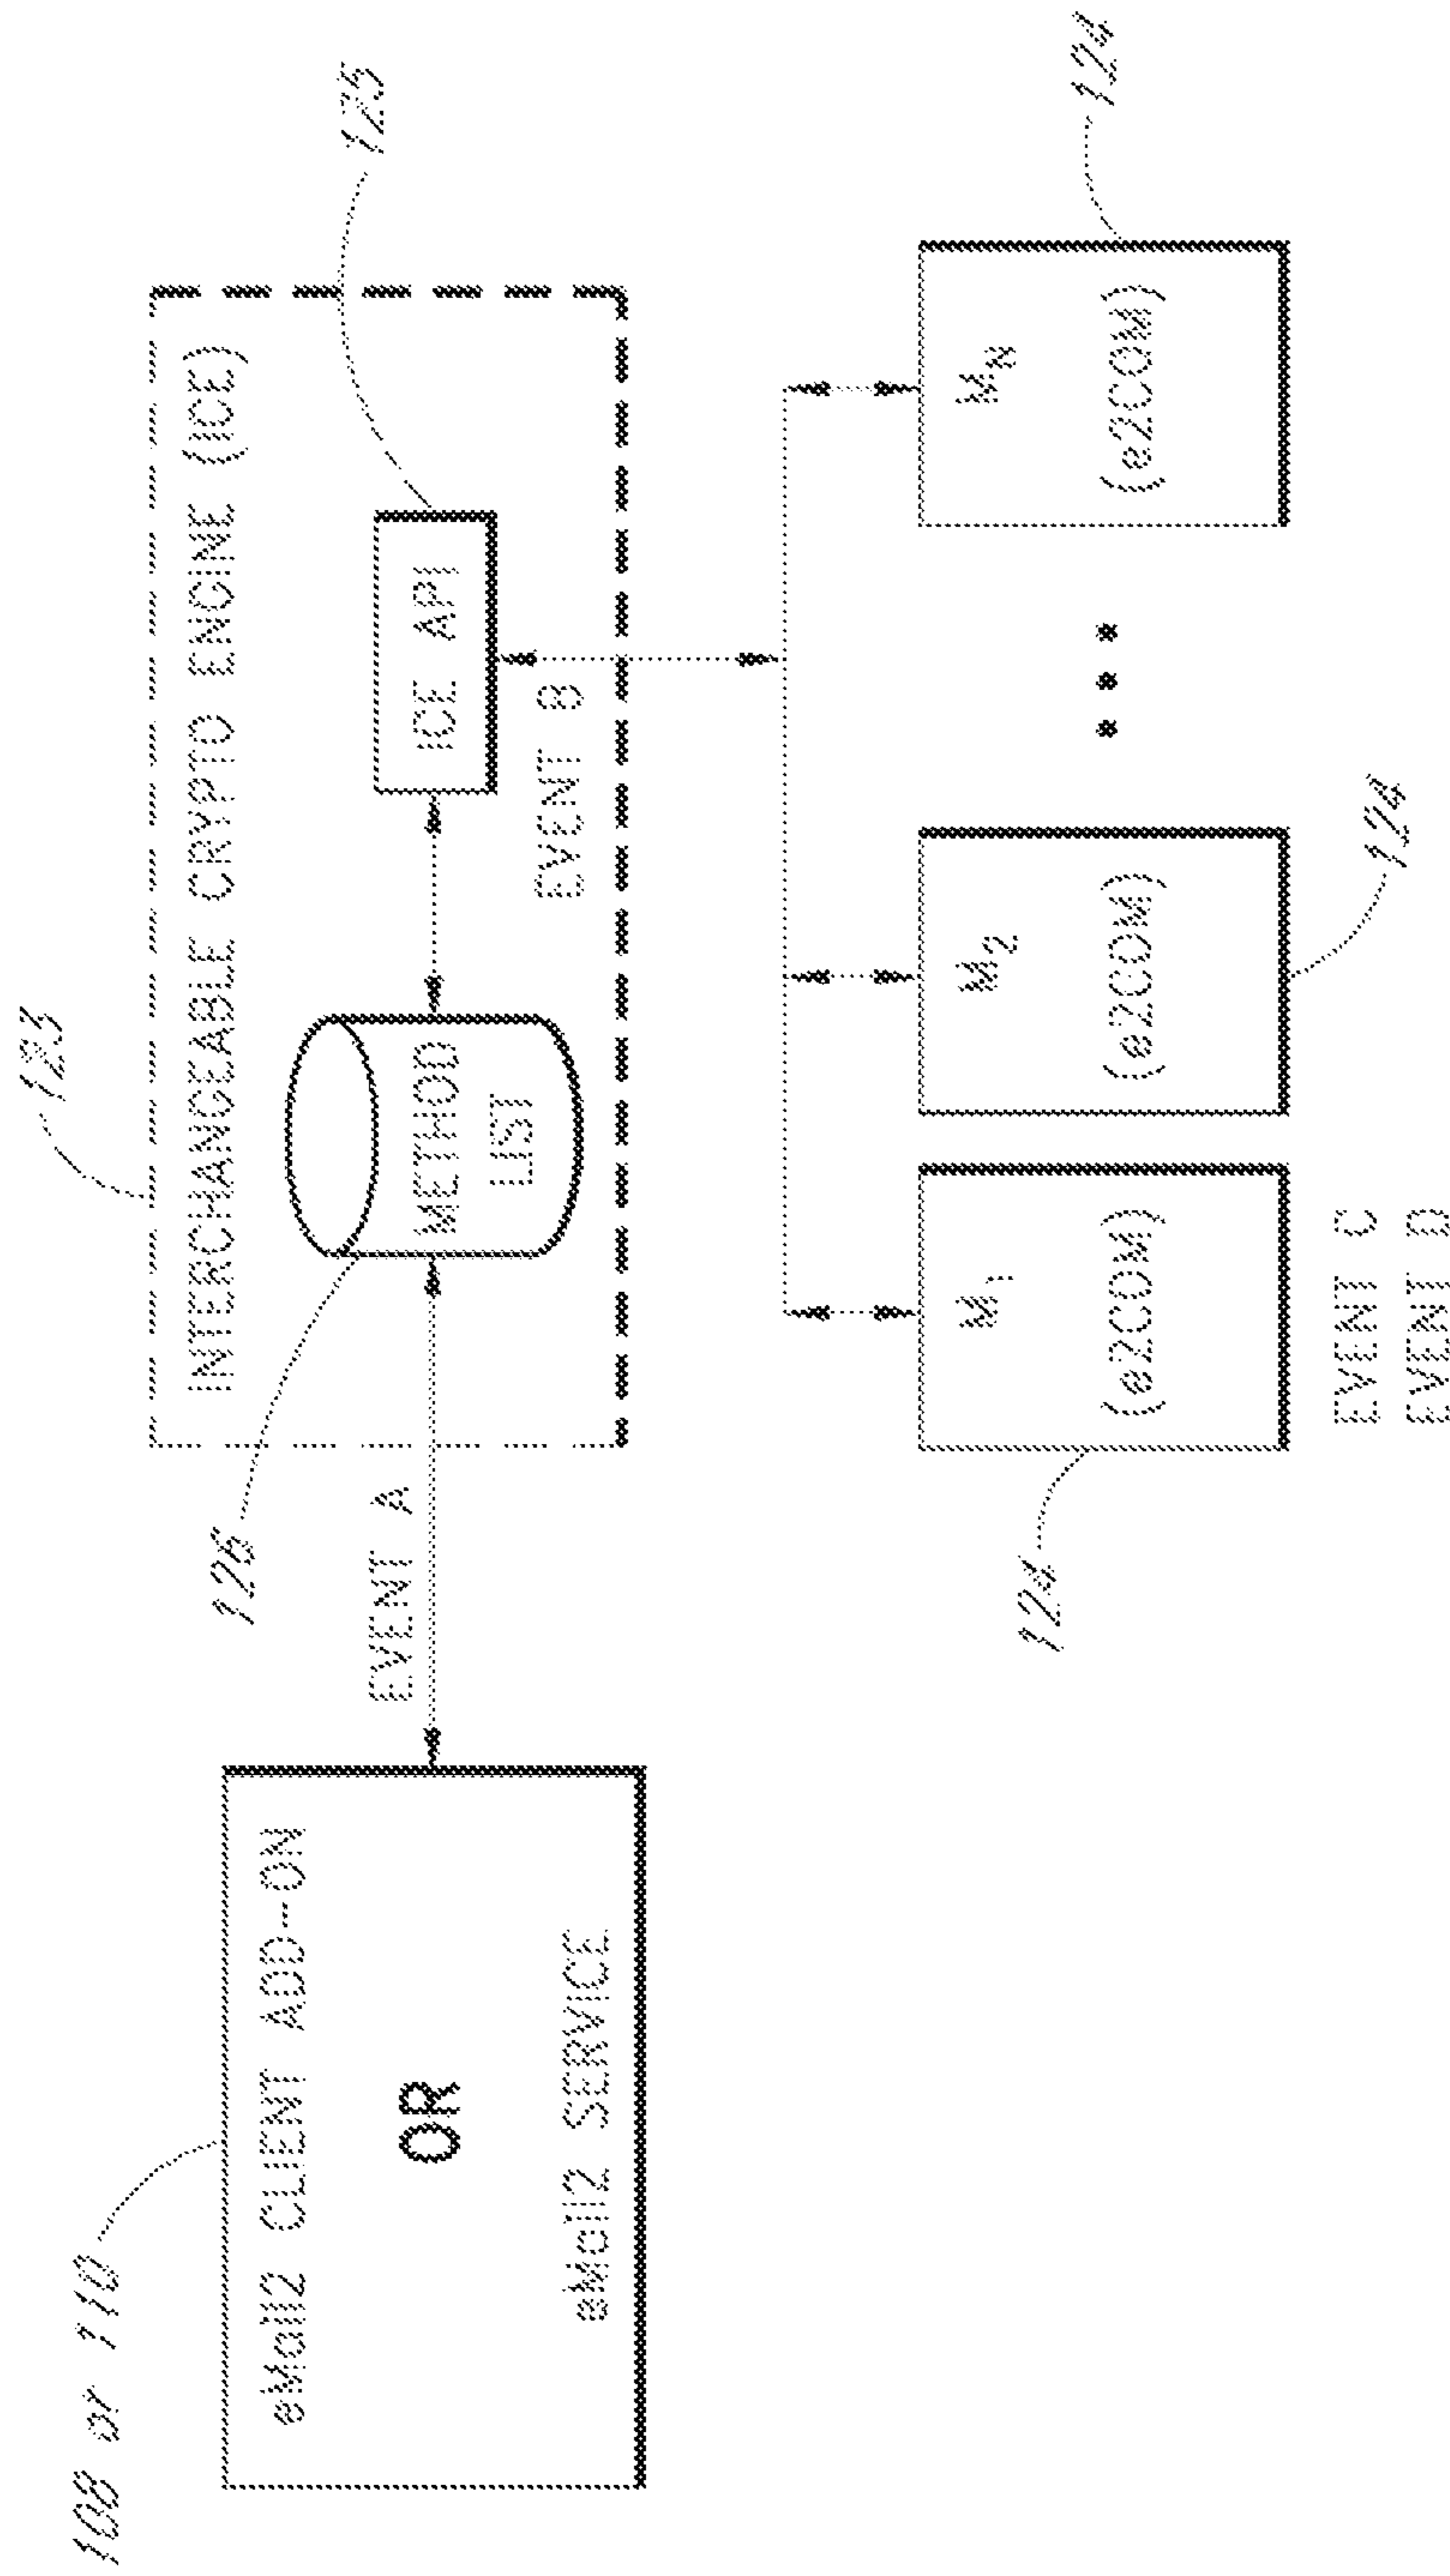 108 or 110
eMail2 CLIENT ADD-ON
OR
eMail2 SERVICE
EVENT A
126
123
INTERCHANGEABLE CRYPTO ENGINE (ICE)
METHOD
LIST
ICE API
125
EVENT B
124
M1
(e2COM)
EVENT C
EVENT D
M2
(e2COM)
124
MN
(e2COM)
124